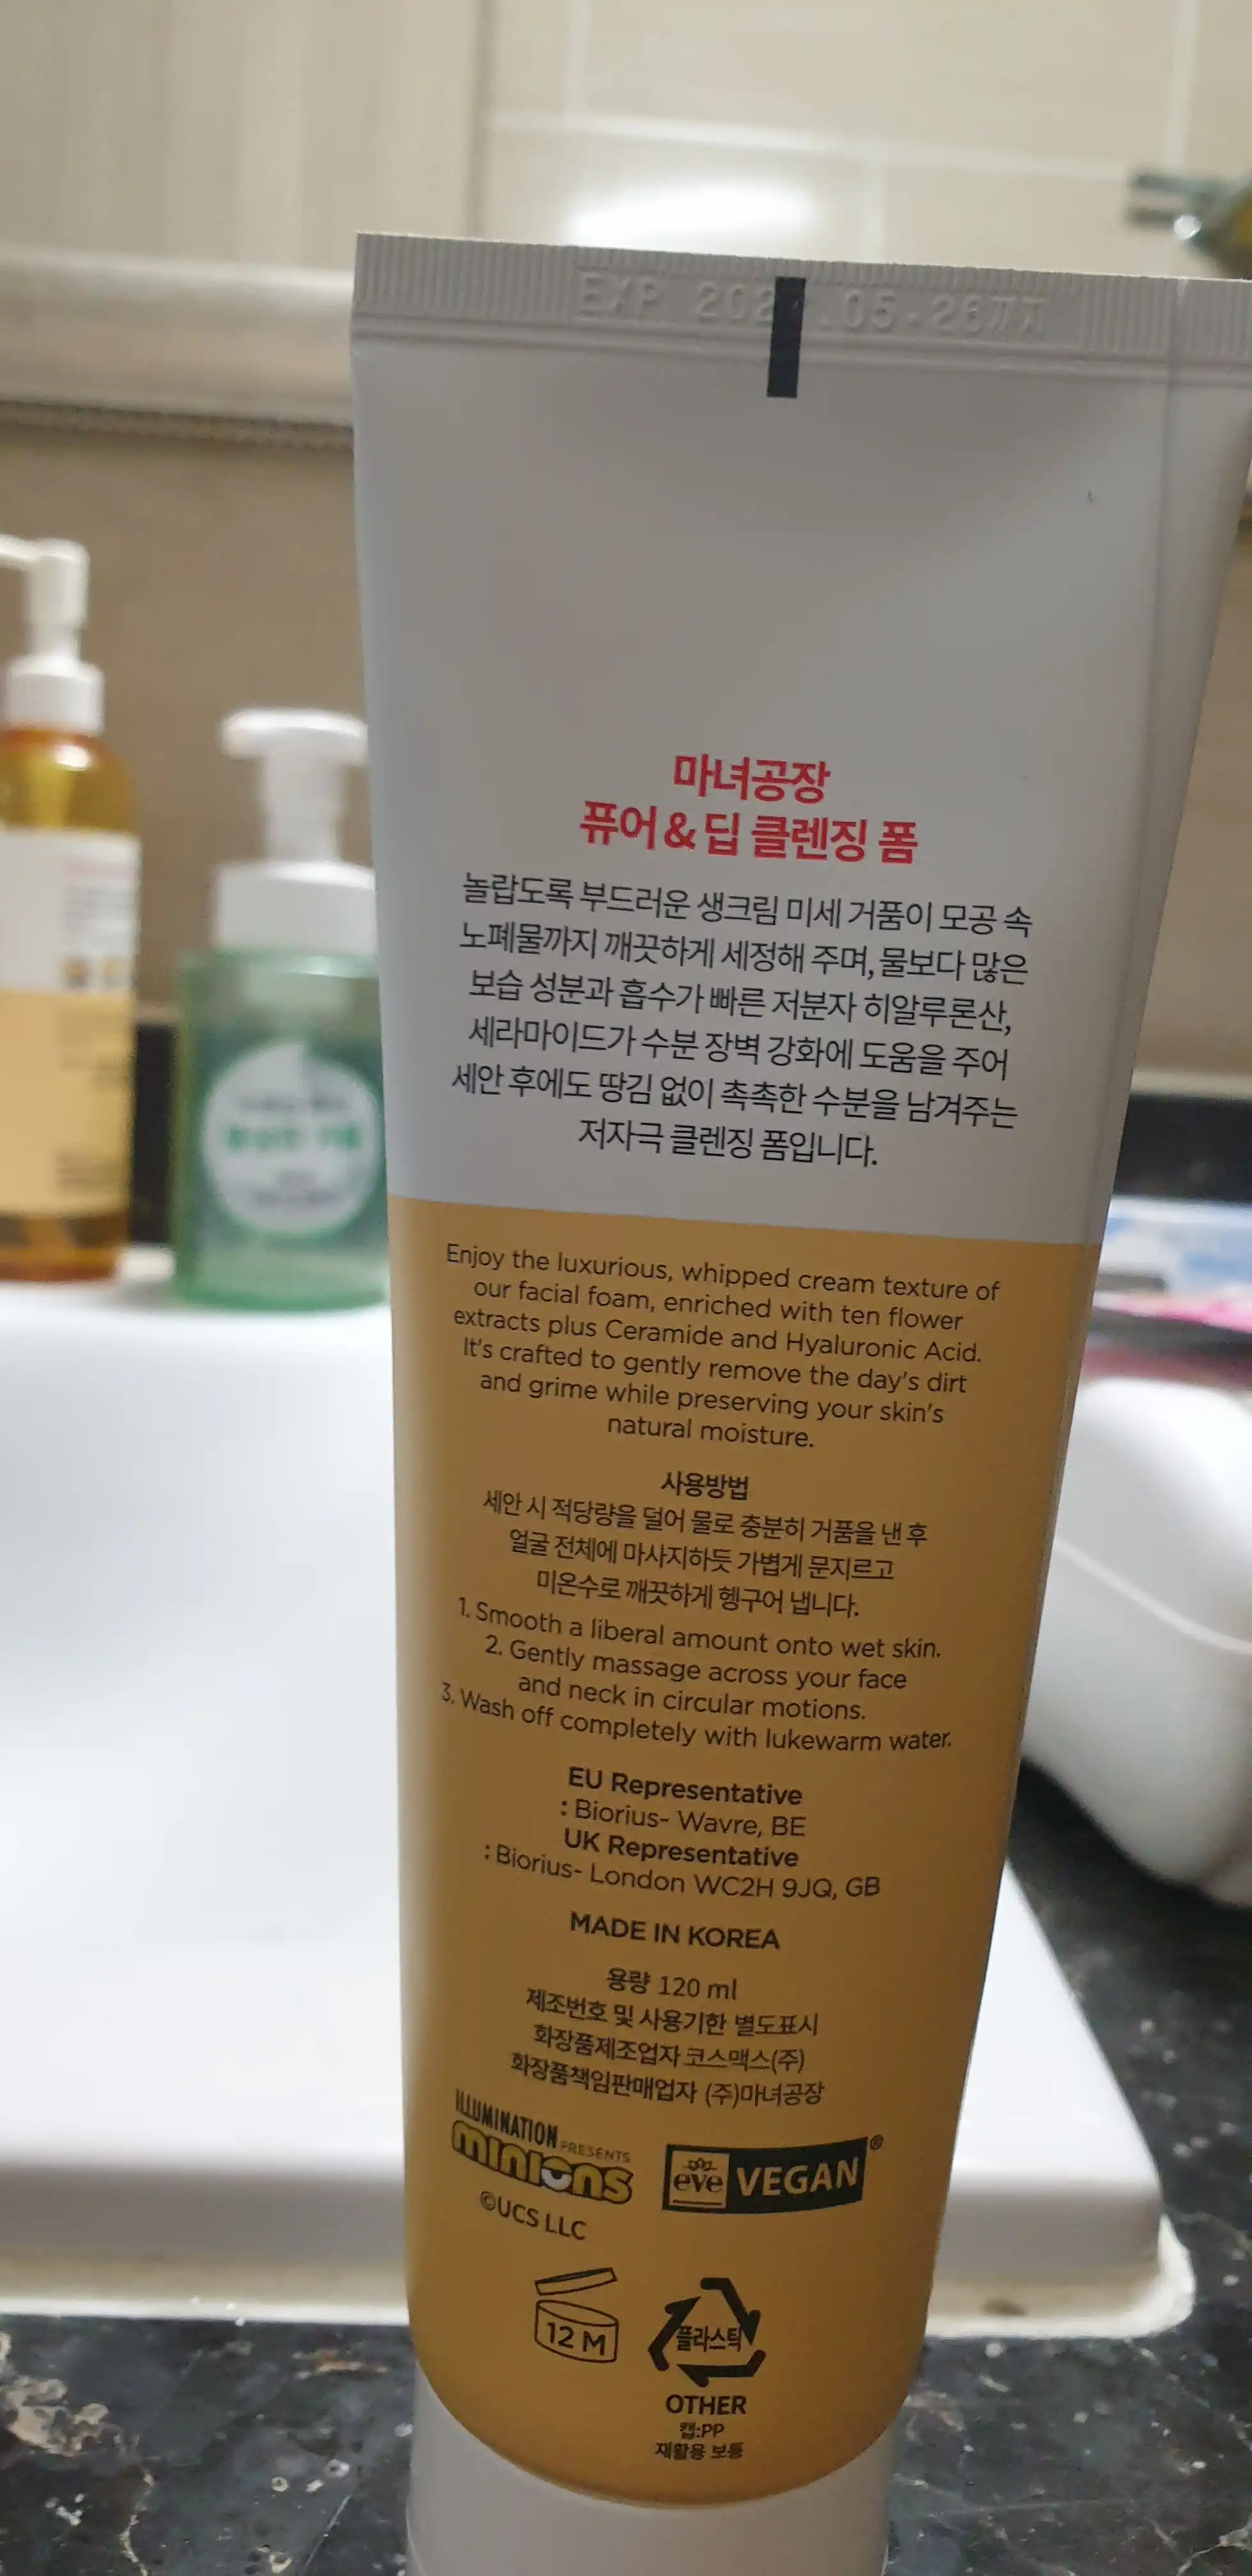 EXP 05.26까지
마녀공장
퓨어 & 딥 클렌징 폼
놀랍도록 부드러운 생크림 미세 거품이 모공 속
노폐물까지 깨끗하게 세정해 주며, 물보다 많은
보습 성분과 흡수가 빠른 저분자 히알루론산,
세라마이드가 수분 장벽 강화에 도움을 주어
세안 후에도 땅김 없이 촉촉한 수분을 남겨주는
저자극 클렌징 폼입니다.
Enjoy the luxurious, whipped cream texture of
our facial foam, enriched with ten flower
extracts plus Ceramide and Hyaluronic Acid.
It's crafted to gently remove the day's dirt
and grime while preserving your skin's
natural moisture.
사용방법
세안 시 적당량을 덜어 물로 충분히 거품을 낸 후
얼굴 전체에 마사지하듯 가볍게 문지르고
미온수로 깨끗하게 헹구어 냅니다.
1. Smooth a liberal amount onto wet skin.
2. Gently massage across your face
and neck in circular motions.
3. Wash off completely with lukewarm water.
EU Representative
: Biorius- Wavre, BE
UK Representative
: Biorius- London WC2H 9JQ, GB
MADE IN KOREA
용량 120 ml
제조번호 및 사용기한 별도표시
화장품제조업자 코스맥스(주)
화장품책임판매업자 (주)마녀공장
ILLUMINATION PRESENTS
minions
©UCS LLC
eve VEGAN®
12 M
플라스틱
OTHER
캡:PP
재활용 보통